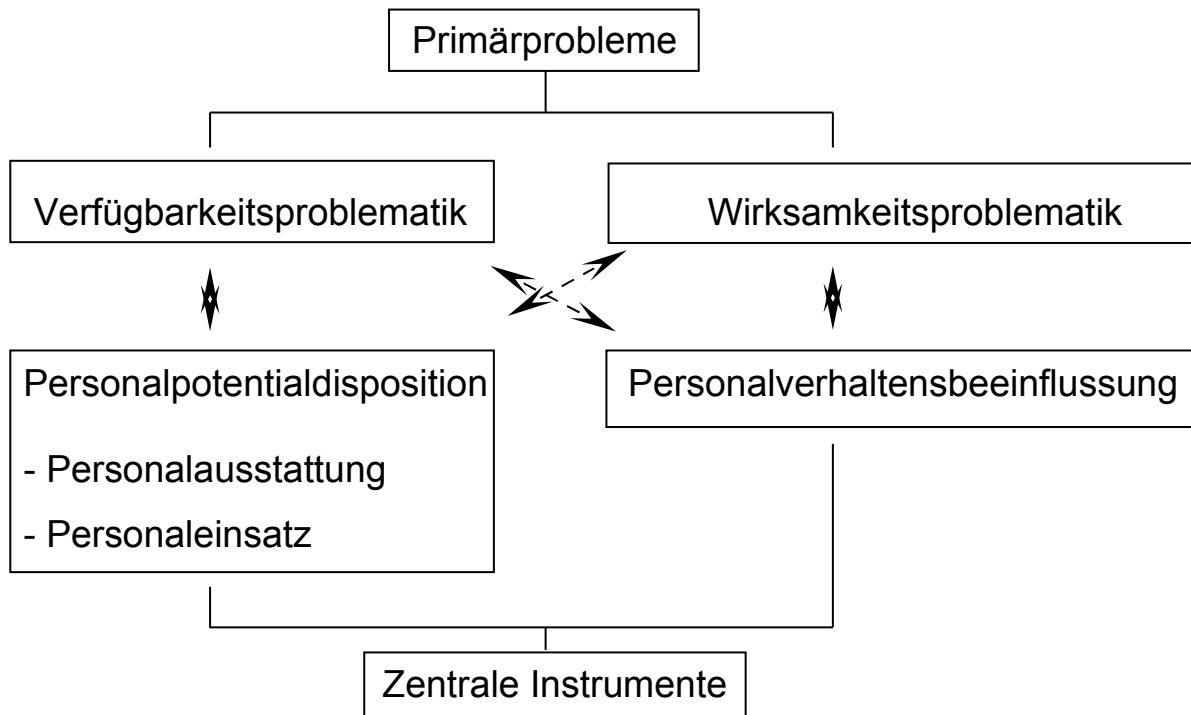 Primärprobleme
Verfügbarkeitsproblematik
Wirksamkeitsproblematik
Personalpotentialdisposition
- Personalausstattung
- Personaleinsatz
Personalverhaltensbeeinflussung
Zentrale Instrumente